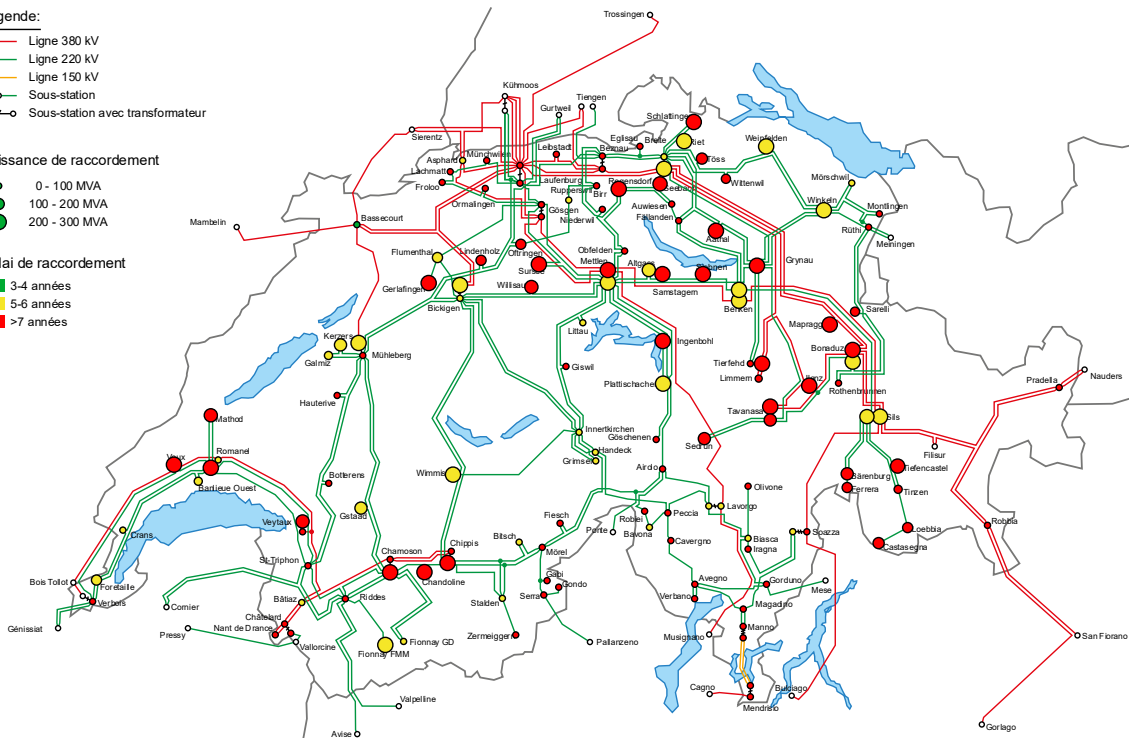 gende:
Ligne 380 kV
Ligne 220 kV
Ligne 150 kV
Sous-station
Sous-station avec transformateur
issance de raccordement
0 - 100 MVA
100 - 200 MVA
200 - 300 MVA
lai de raccordement
3-4 années
5-6 années
>7 années
Trossingen
Kühmoos
Tiengen
Gurtweil
Sierentz
Schlattingen
Eglisau
Breite
Riet
Weinfelden
Asphard
Münchwilen
Leibstadt
Beznau
Töss
Lachmatt
Froloo
Laufenburg
Rupperswil
Birr
Regensdorf
Seebach
Wittenwil
Mörschwil
Ormalingen
Gösgen
Niederwil
Auwiesen
Fällanden
Winkeln
Montlingen
Mambelin
Bassecourt
Rüthi
Meiningen
Aathal
Flumenthal
Lindenholz
Oftringen
Obfelden
Mettlen
Altgass
Grynau
Gerlafingen
Sursee
Willisau
Samstagern
Benken
Bickigen
Sarelli
Mapragg
Littau
Kerzers
Galmiz
Mühleberg
Ingenbohl
Bonaduz
Giswil
Tierfehd
Limmern
Ilanz
Rothenbrunnen
Pradella
Nauders
Plattischachen
Hauterive
Tavanasa
Sils
Mathod
Innertkirchen
Göschenen
Sedrun
Filisur
Handeck
Grimsel
Vaux
Romanel
Banlieue Ouest
Airolo
Bärenburg
Tiefencastel
Wimmis
Botterens
Ferrera
Tinzen
Olivone
Lavorgo
Gstaad
Veytaux
Fiesch
Robiei
Peccia
Robbia
Crans
Bavona
Ponte
Spazza
Loebbia
Castasegna
Bitsch
Mörel
Cavergno
Biasca
Iragna
Chippis
Chamoson
St-Triphon
Chandoline
Gabi
Gondo
Serra
Avegno
Gorduno
Mese
Bois Tollot
Foretaille
Verbois
Cornier
Bâtiaz
Riddes
Stalden
Verbano
Magadino
Génissiat
Pressy
Châtelard
Nant de Drance
Vallorcine
Fionnay GD
Fionnay FMM
Zermeiggern
Pallanzeno
Musignano
Manno
San Fiorano
Valpelline
Cagno
Bulciago
Mendrisio
Gorlago
Avise